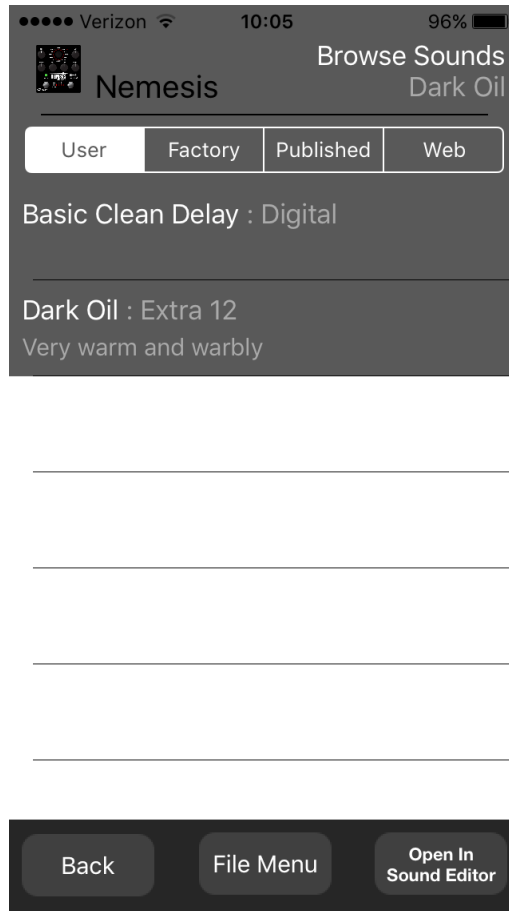 Verizon 10:05 96%
Browse Sounds
Nemesis Dark Oil
User Factory Published Web
Basic Clean Delay : Digital
Dark Oil : Extra 12
Very warm and warbly
Back File Menu Open In
Sound Editor